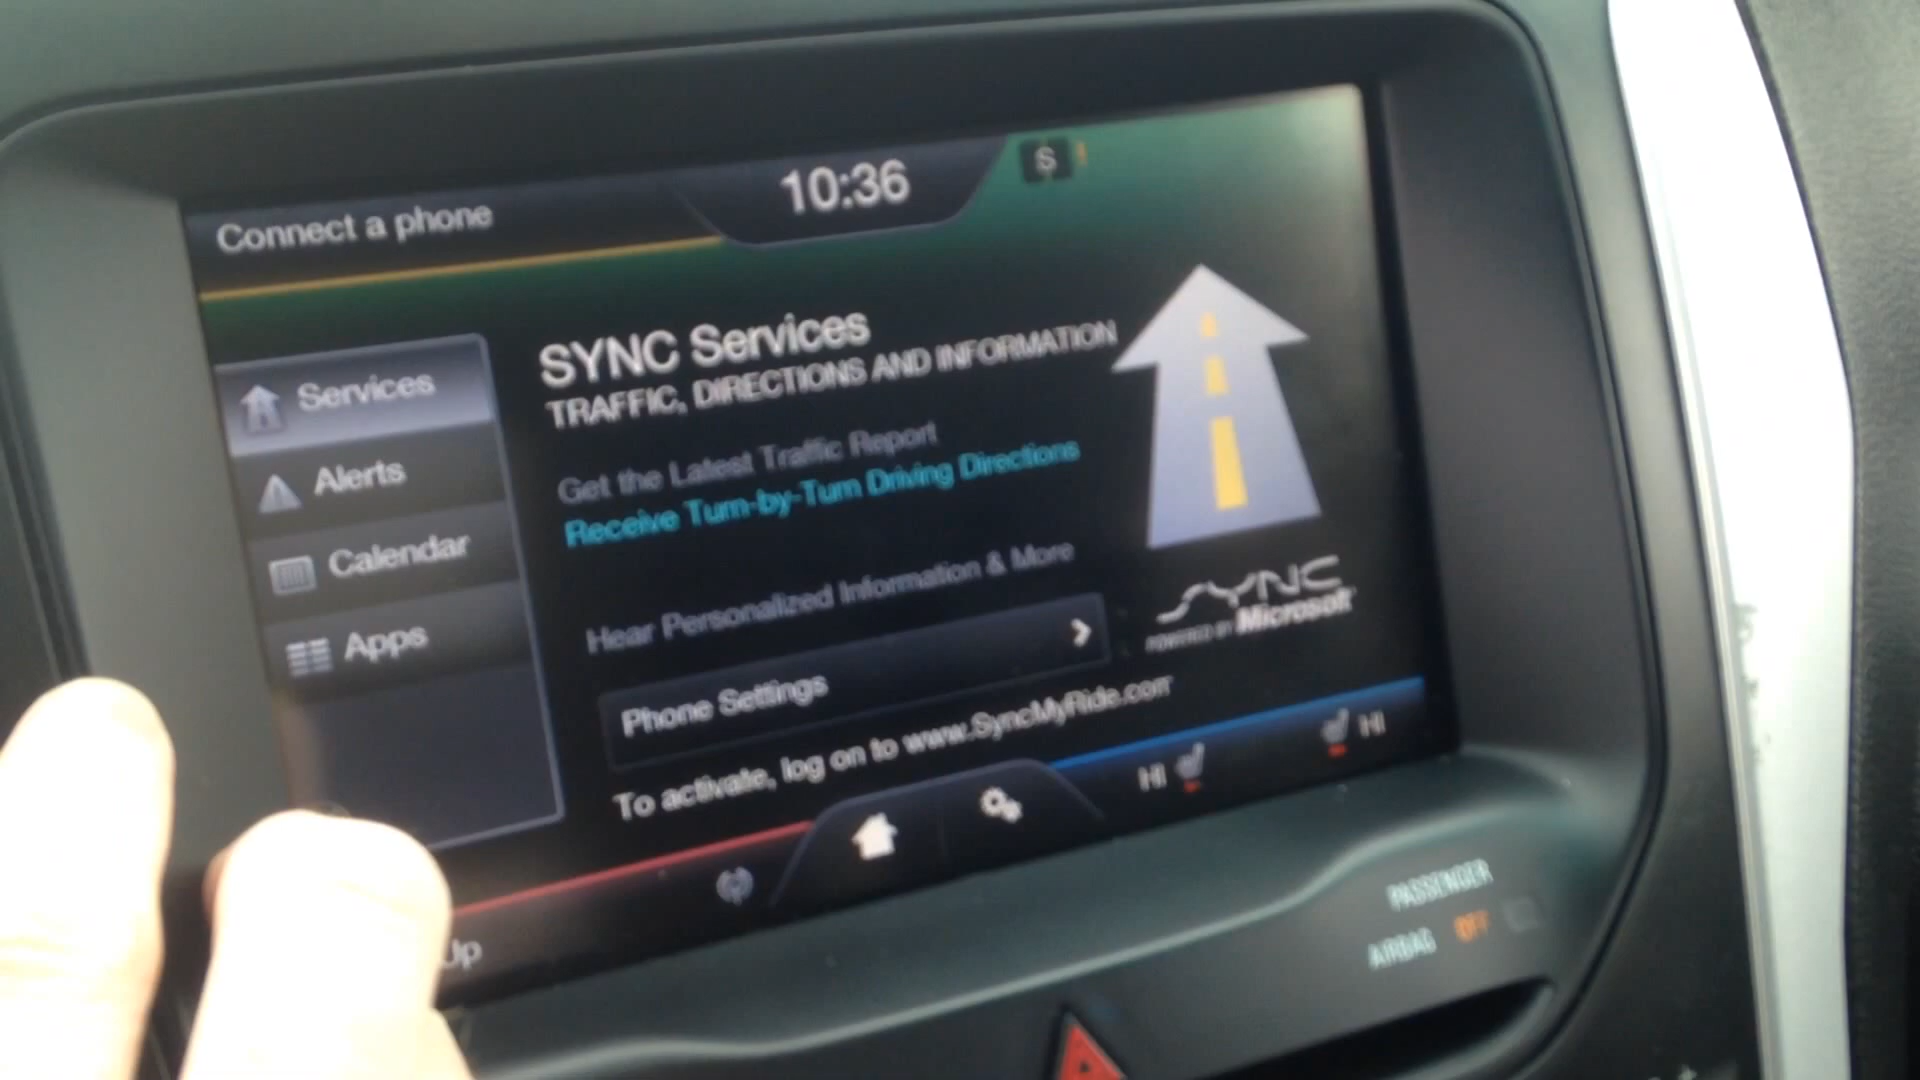 10:36
S
Connect a phone
SYNC Services
TRAFFIC, DIRECTIONS AND INFORMATION
Services
Get the Latest Traffic Report
Alerts
Receive Turn-by-Turn Driving Directions
Calendar
Hear Personalized Information & More
SYNC
POWERED BY Microsoft
Apps
Phone Settings
To activate, log on to www.SyncMyRide.com
HI
HI
PASSENGER
AIRBAG OFF